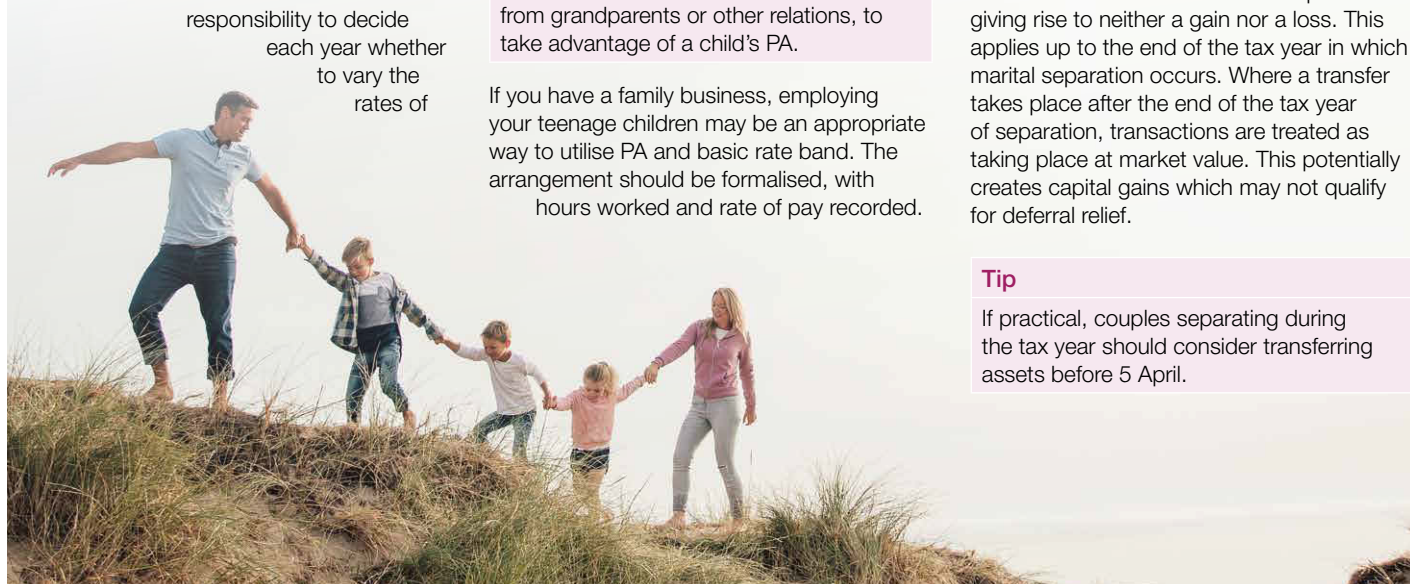 responsibility to decide
each year whether
to vary the
rates of
from grandparents or other relations, to
take advantage of a child's PA.
If you have a family business, employing
your teenage children may be an appropriate
way to utilise PA and basic rate band. The
arrangement should be formalised, with
hours worked and rate of pay recorded.
giving rise to neither a gain nor a loss. This
applies up to the end of the tax year in which
marital separation occurs. Where a transfer
takes place after the end of the tax year
of separation, transactions are treated as
taking place at market value. This potentially
creates capital gains which may not qualify
for deferral relief.
Tip
If practical, couples separating during
the tax year should consider transferring
assets before 5 April.